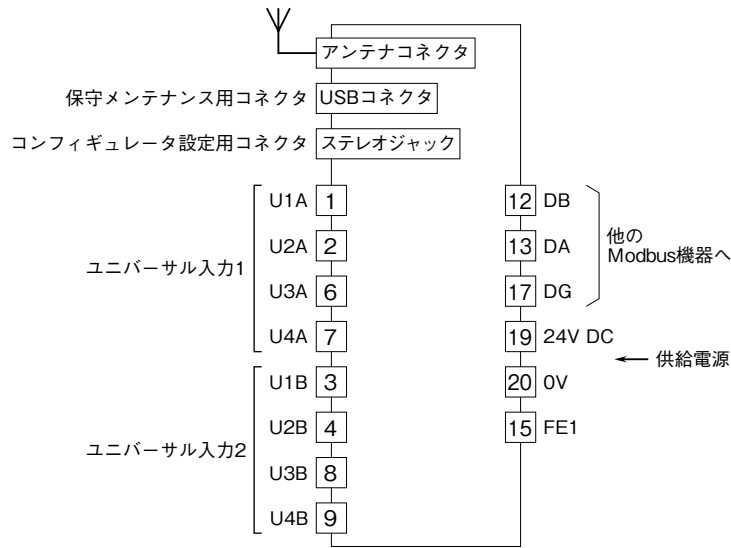 アンテナコネクタ
保守メンテナンス用コネクタ USBコネクタ
コンフィギュレータ設定用コネクタ ステレオジャック
ユニバーサル入力1
U1A 1
U2A 2
U3A 6
U4A 7
ユニバーサル入力2
U1B 3
U2B 4
U3B 8
U4B 9
12 DB
13 DA
17 DG
他の
Modbus機器へ
19 24V DC
20 0V
供給電源
15 FE1